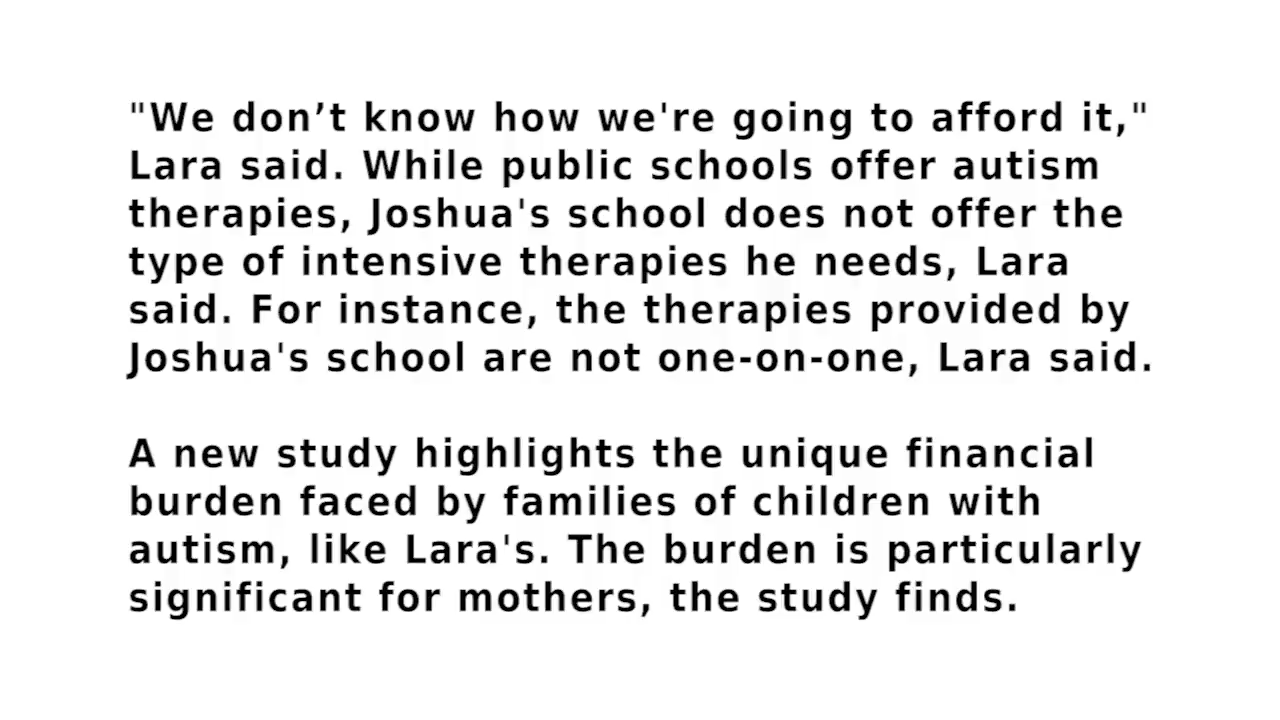 "We don’t know how we're going to afford it,"
Lara said. While public schools offer autism
therapies, Joshua's school does not offer the
type of intensive therapies he needs, Lara
said. For instance, the therapies provided by
Joshua's school are not one-on-one, Lara said.
A new study highlights the unique financial
burden faced by families of children with
autism, like Lara's. The burden is particularly
significant for mothers, the study finds.